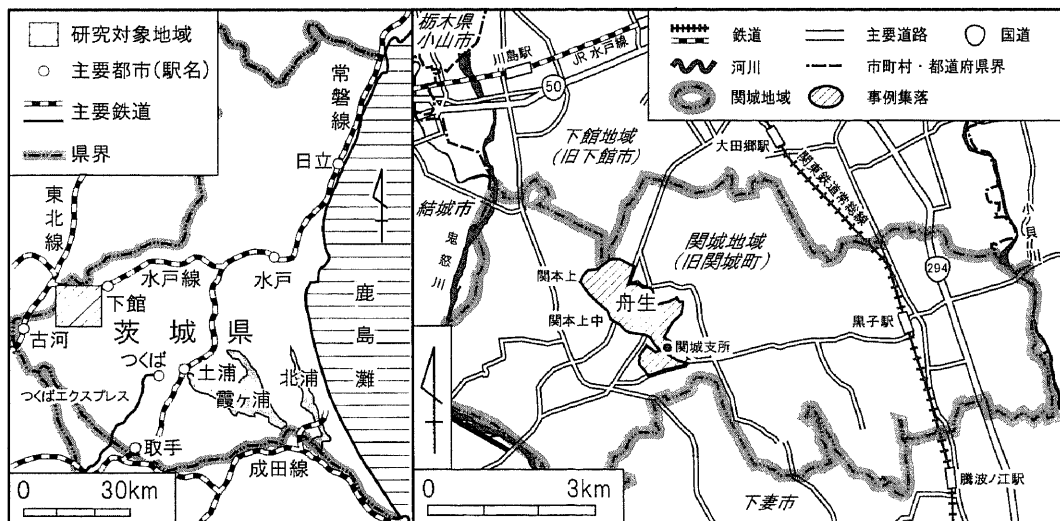 研究対象地域
主要都市(駅名)
主要鉄道
県界
東北線
常磐線
日立
水戸線
水戸
下館
古河
茨城県
つくば
つくばエクスプレス
土浦
霞ヶ浦
北浦
鹿島灘
取手
成田線
0 30km
栃木県
小山市
川島駅
JR 水戸線
50
鉄道
主要道路
国道
河川
市町村・都道府県界
関城地域
事例集落
下館地域
(旧下館市)
大田郷駅
関東鉄道常総線
小貝川
結城市
鬼怒川
関城地域
(旧関城町)
294
関本上
舟生
関本上中
関城支所
黒子駅
下妻市
騰波ノ江駅
0 3km